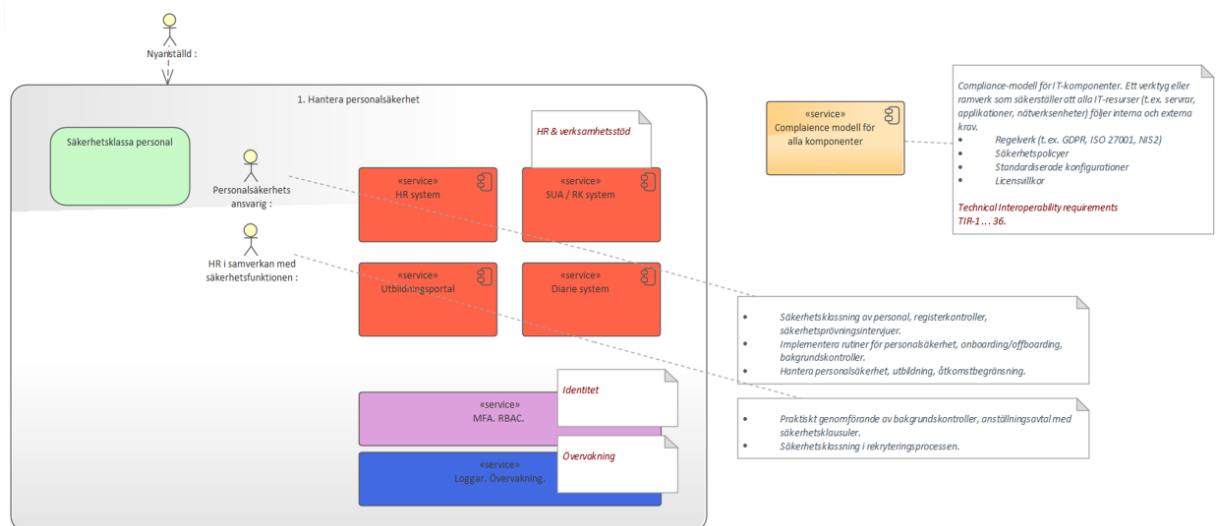 Nyanställd :
1. Hantera personalsäkerhet
Säkerhetsklassa personal
Personalsäkerhets
ansvarig :
HR i samverkan med
säkerhetsfunktionen :
HR & verksamhetsstöd
«service»
HR system
«service»
SUA / RK system
«service»
Utbildningsportal
«service»
Diarie system
Identitet
«service»
MFA. RBAC.
Övervakning
«service»
Loggar. Övervakning.
«service»
Complaience modell för
alla komponenter
Compliance-modell för IT-komponenter. Ett verktyg eller
ramverk som säkerställer att alla IT-resurser (t.ex. servrar,
applikationer, nätverksenheter) följer interna och externa
krav.
• Regelverk (t.ex. GDPR, ISO 27001, NIS2)
• Säkerhetspolicyer
• Standardiserade konfigurationer
• Licensvillkor
Technical Interoperability requirements
TIR-1 ... 36.
• Säkerhetsklassning av personal, registerkontroller,
säkerhetsprövningsintervjuer.
• Implementera rutiner för personalsäkerhet, onboarding/offboarding,
bakgrundskontroller.
• Hantera personalsäkerhet, utbildning, åtkomstbegränsning.
• Praktiskt genomförande av bakgrundskontroller, anställningsavtal med
säkerhetsklausuler.
• Säkerhetsklassning i rekryteringsprocessen.